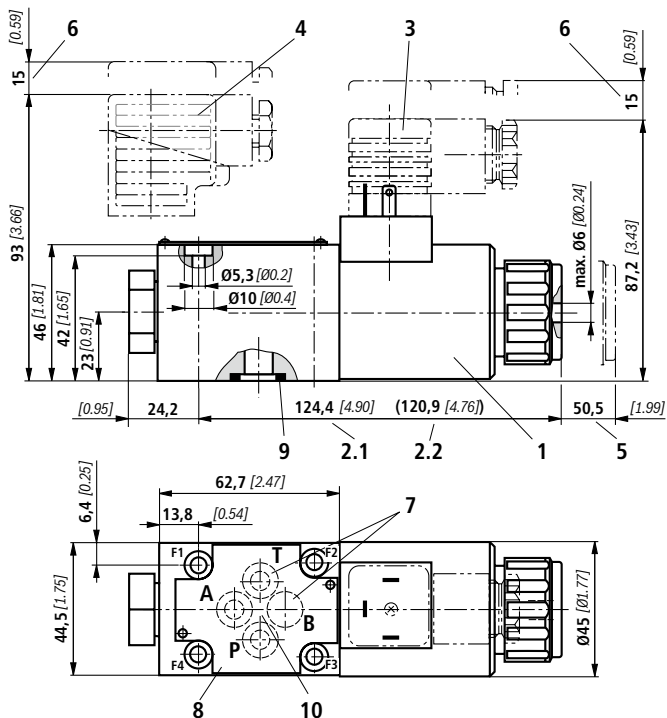 [0.59]
6
4
3
6
[0.59]
15
15
93 [3.66]
46 [1.81]
42 [1.65]
23 [0.91]
Ø5,3 [Ø0.2]
Ø10 [Ø0.4]
max. Ø6 [Ø0.24]
87,2 [3.43]
[0.95] 24,2
124,4 [4.90] (120,9 [4.76])
50,5 [1.99]
9
2.1
2.2
1
5
6,4 [0.25]
62,7 [2.47]
13,8 [0.54]
7
F1
T
F2
A
B
P
F4
F3
44,5 [1.75]
Ø45 [Ø1.77]
8
10